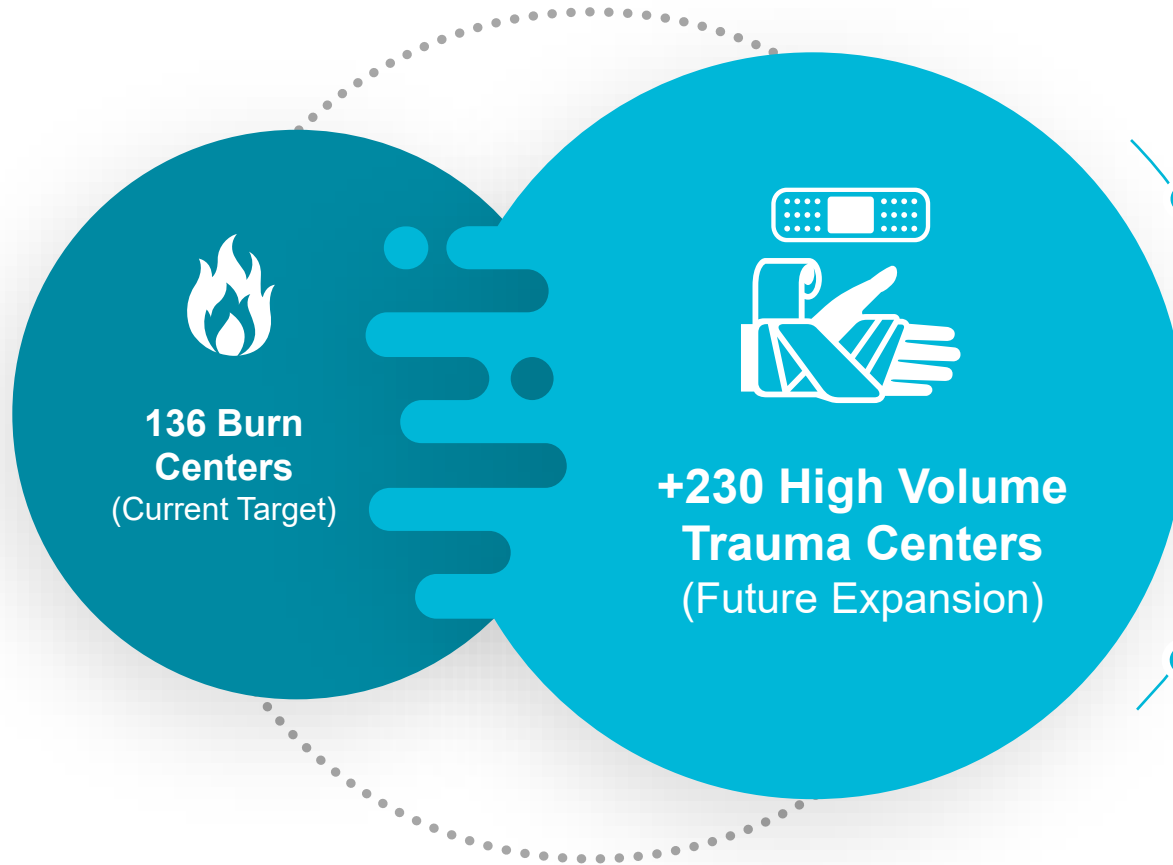 136 Burn
Centers
(Current Target)
+230 High Volume
Trauma Centers
(Future Expansion)